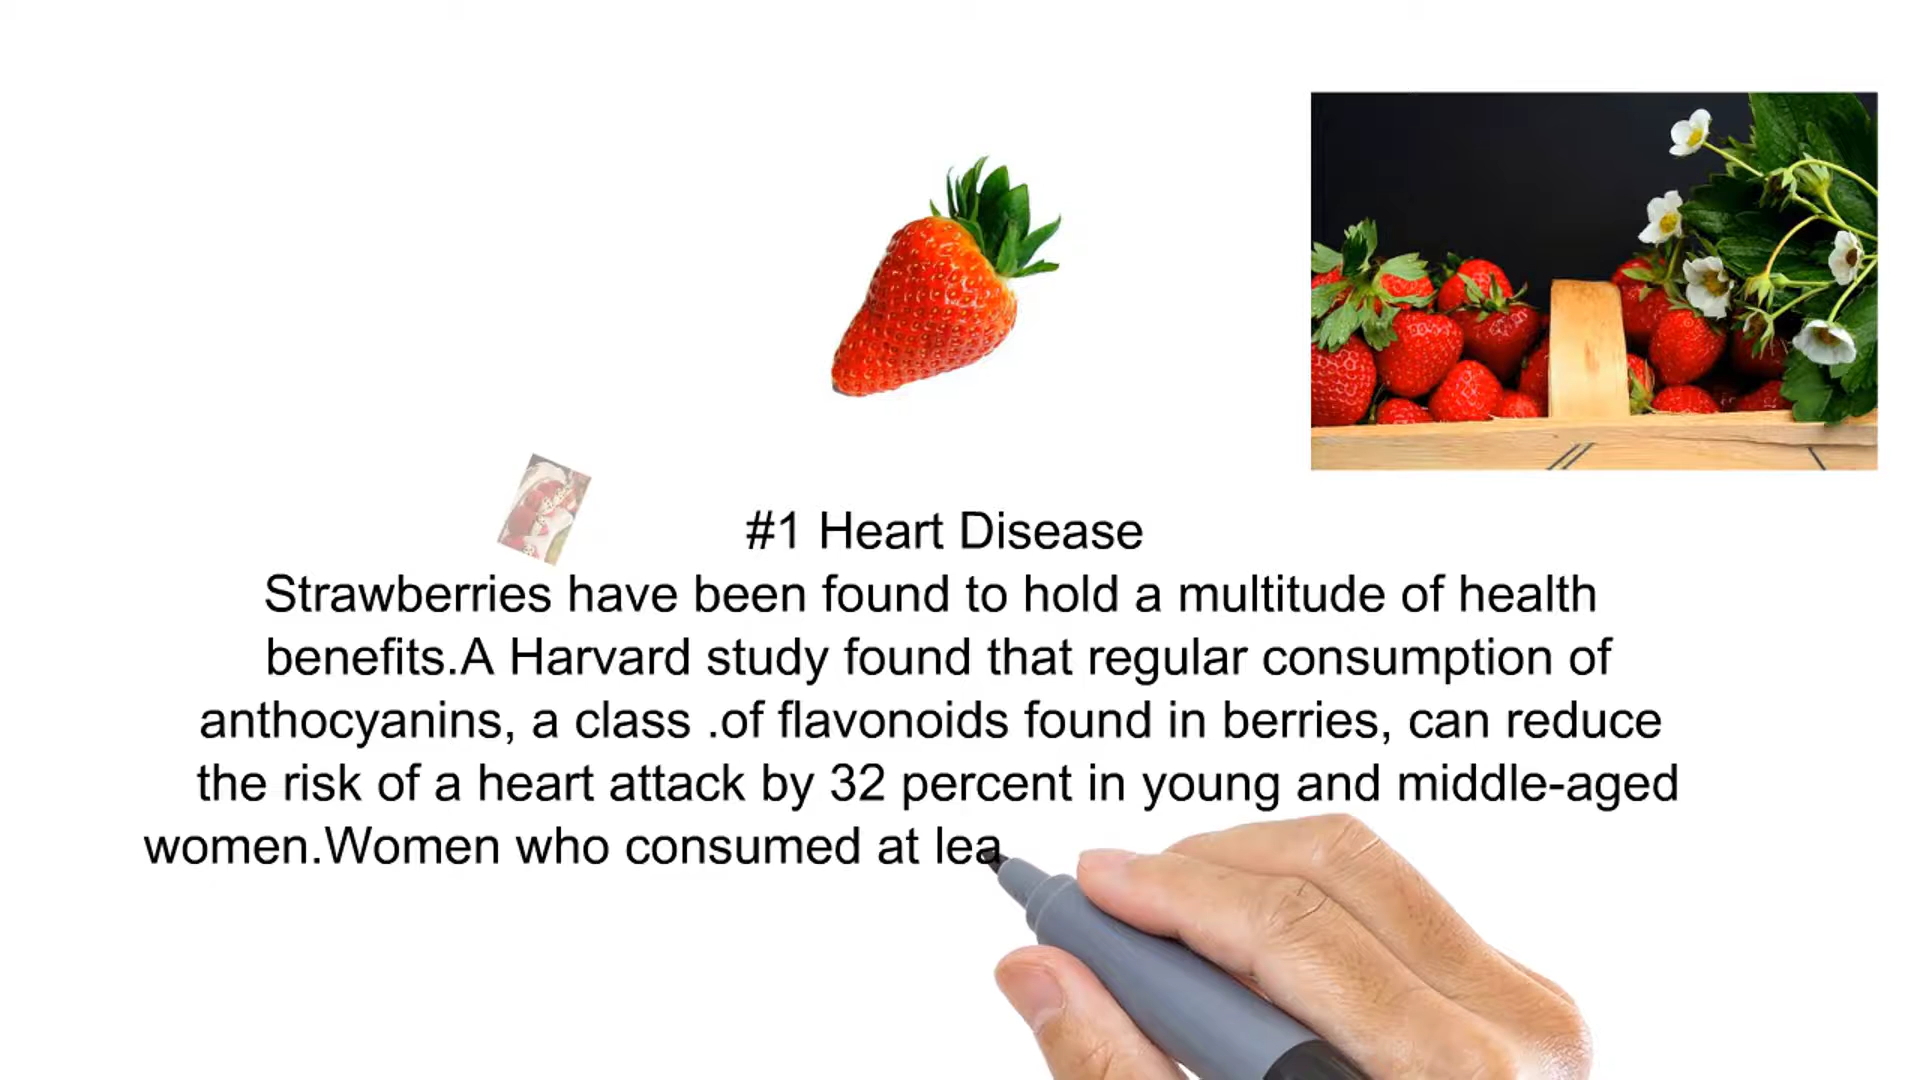 #1 Heart Disease
Strawberries have been found to hold a multitude of health
benefits.A Harvard study found that regular consumption of
anthocyanins, a class .of flavonoids found in berries, can reduce
the risk of a heart attack by 32 percent in young and middle-aged
women.Women who consumed at lea